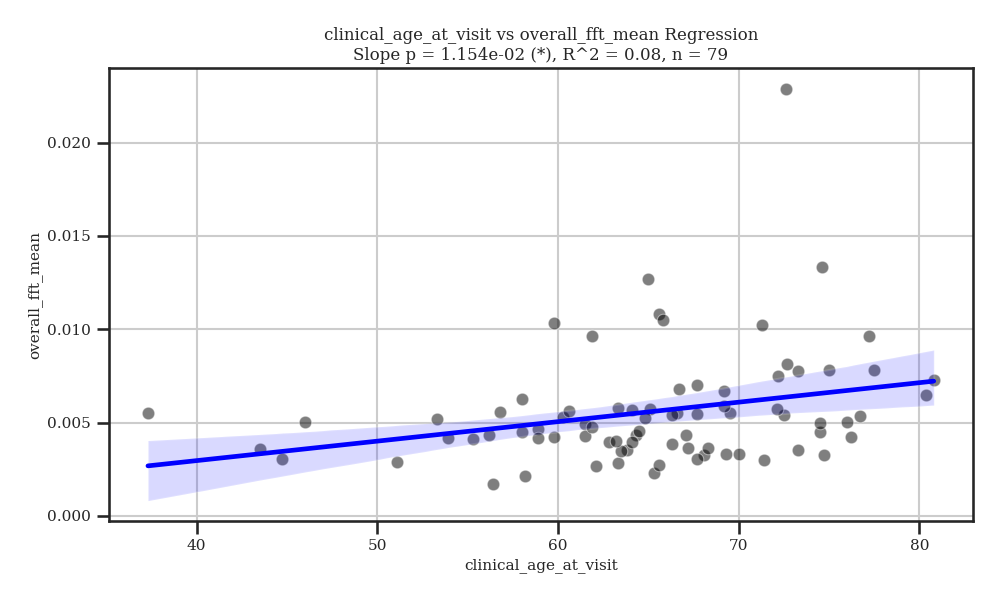 clinical_age_at_visit vs overall_fft_mean Regression
Slope p = 1.154e-02 (*), R^2 = 0.08, n = 79
0.020
0.015
0.010
0.005
0.000
overall_fft_mean
40 50 60 70 80
clinical_age_at_visit